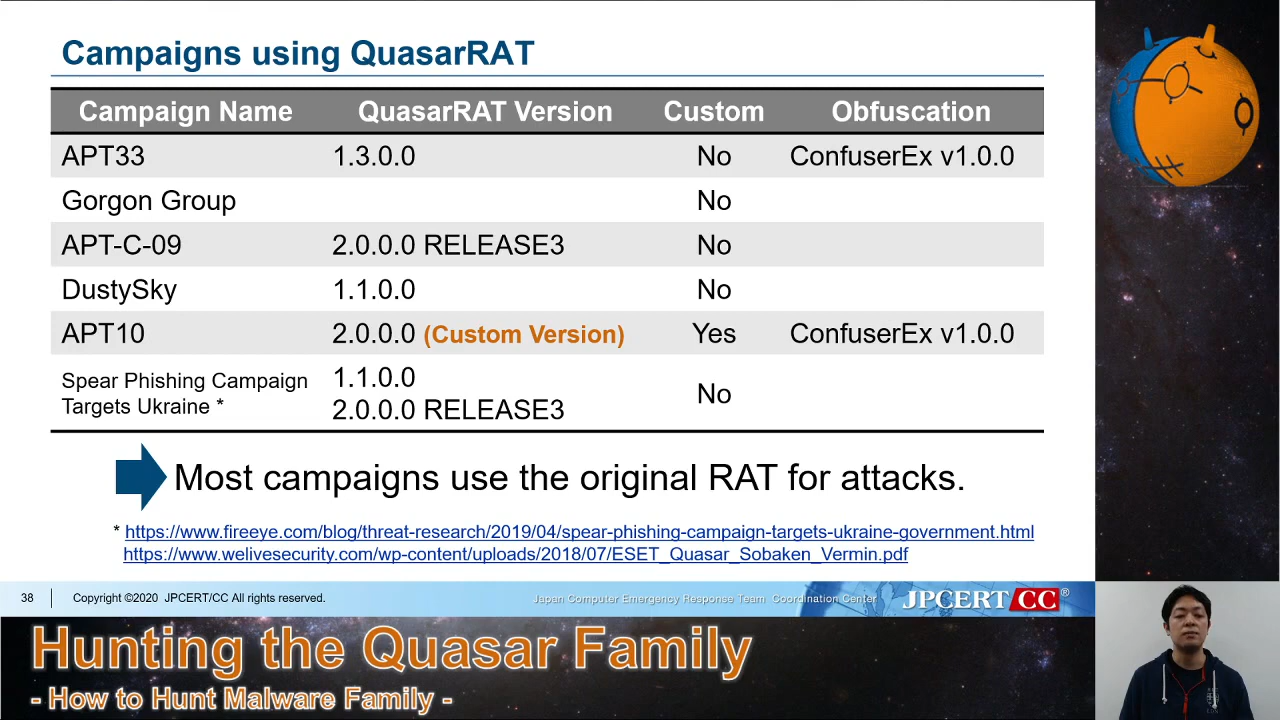 Campaigns using QuasarRAT
Campaign Name QuasarRAT Version Custom Obfuscation
APT33 1.3.0.0 No ConfuserEx v1.0.0
Gorgon Group No
APT-C-09 2.0.0.0 RELEASE3 No
DustySky 1.1.0.0 No
APT10 2.0.0.0 (Custom Version) Yes ConfuserEx v1.0.0
Spear Phishing Campaign
Targets Ukraine *
1.1.0.0
2.0.0.0 RELEASE3
No
Most campaigns use the original RAT for attacks.
* https://www.fireeye.com/blog/threat-research/2019/04/spear-phishing-campaign-targets-ukraine-government.html
https://www.welivesecurity.com/wp-content/uploads/2018/07/ESET_Quasar_Sobaken_Vermin.pdf
38 Copyright ©2020 JPCERT/CC All rights reserved. Japan Computer Emergency Response Team Coordination Center JPCERT/CC®
Hunting the Quasar Family
- How to Hunt Malware Family -